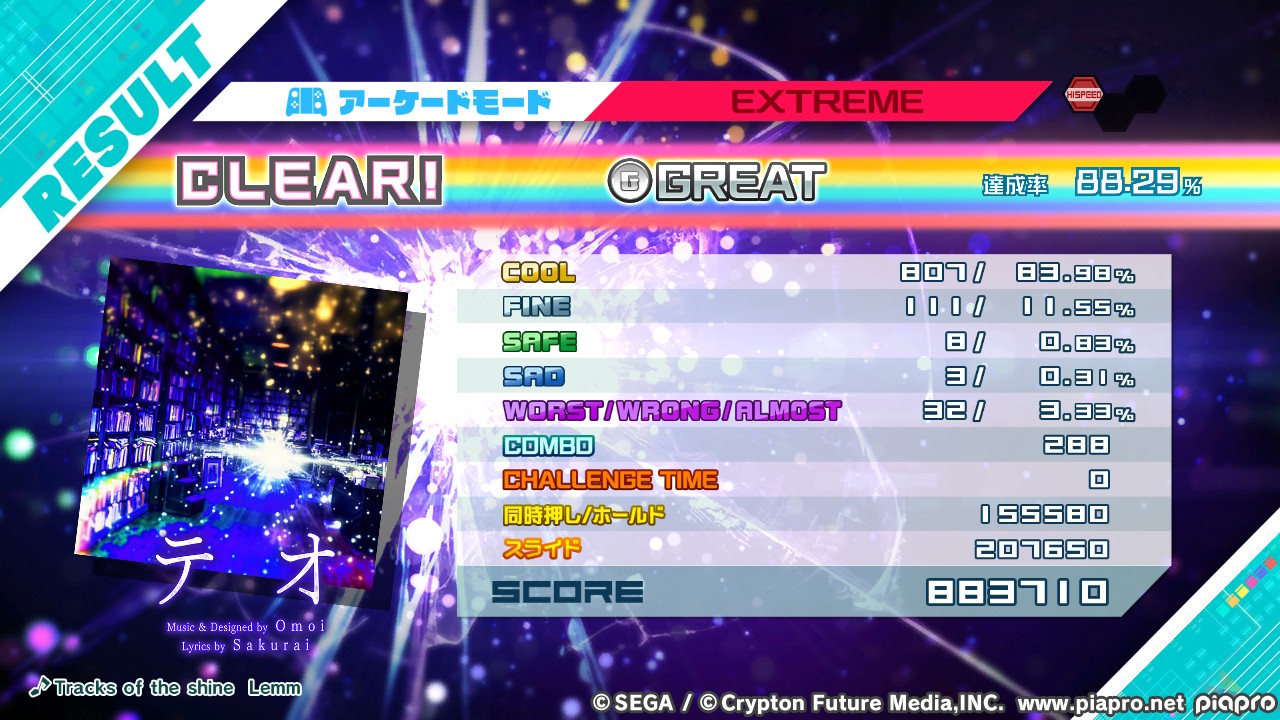 RESULT
アーケードモード EXTREME HISPEED
CLEAR! G GREAT 達成率 88.29%
COOL 807/ 83.98%
FINE 111/ 11.55%
SAFE 8/ 0.83%
SAD 3/ 0.31%
WORST/WRONG/ALMOST 32/ 3.33%
COMBO 288
CHALLENGE TIME 0
同時押し/ホールド 155580
スライド 207650
SCORE 883710
テオ
Music & Designed by Omoi
Lyrics by Sakurai
Tracks of the shine Lemm
© SEGA / © Crypton Future Media,INC. www.piapro.net piapro